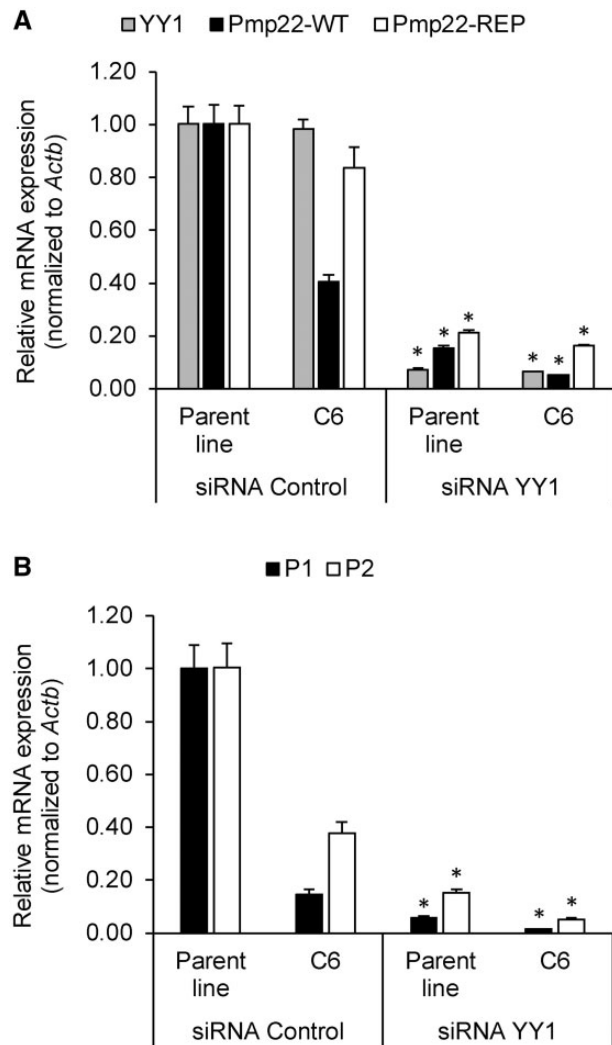 A
YY1 Pmp22-WT Pmp22-REP
Relative mRNA expression
(normalized to Actb)
1.20
1.00
0.80
0.60
0.40
0.20
0.00
* * * * * *
Parent line C6 Parent line C6
siRNA Control siRNA YY1
B
P1 P2
Relative mRNA expression
(normalized to Actb)
1.20
1.00
0.80
0.60
0.40
0.20
0.00
* * * *
Parent line C6 Parent line C6
siRNA Control siRNA YY1